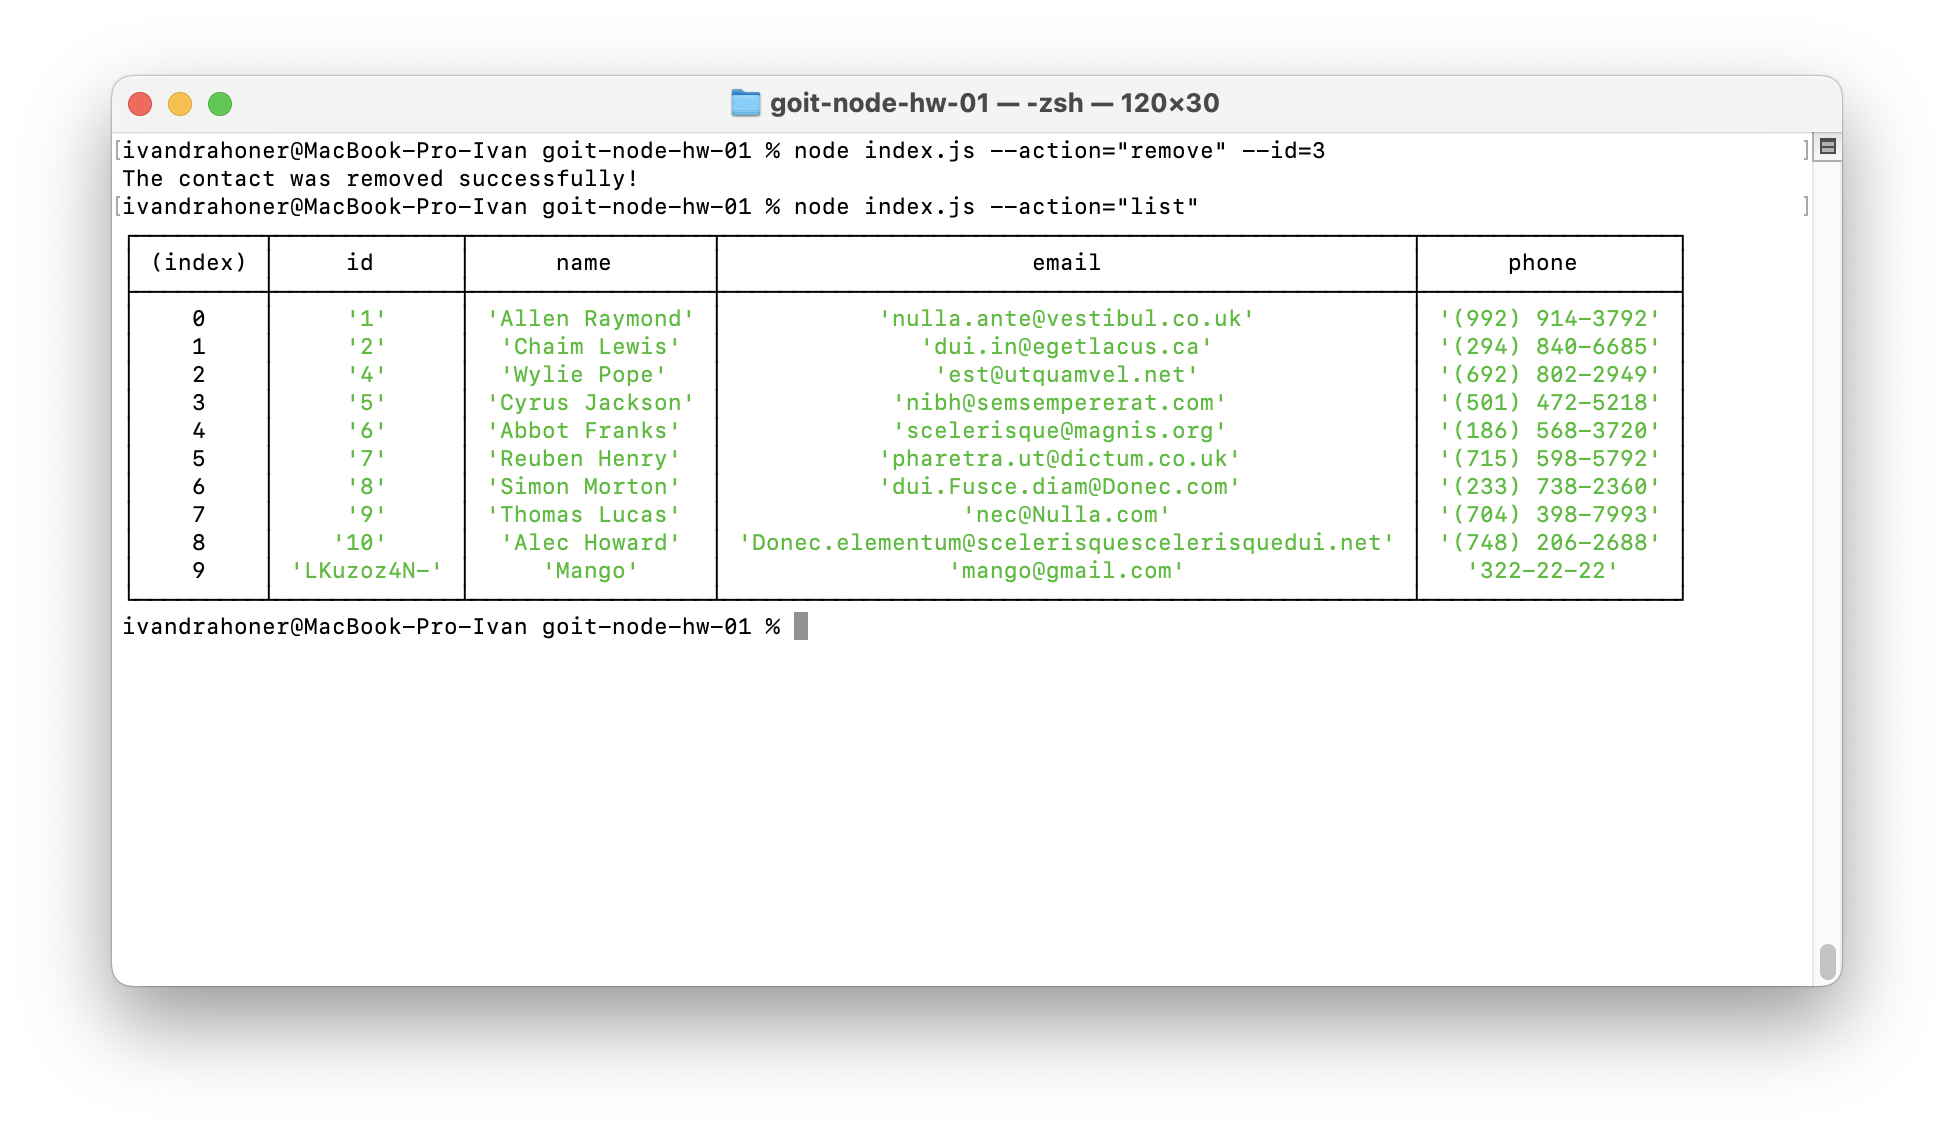 goit-node-hw-01 — -zsh — 120×30
[ivandrahoner@MacBook-Pro-Ivan goit-node-hw-01 % node index.js --action="remove" --id=3 ]
The contact was removed successfully!
[ivandrahoner@MacBook-Pro-Ivan goit-node-hw-01 % node index.js --action="list" ]
(index) id name email phone
0 '1' 'Allen Raymond' 'nulla.ante@vestibul.co.uk' '(992) 914-3792'
1 '2' 'Chaim Lewis' 'dui.in@egetlacus.ca' '(294) 840-6685'
2 '4' 'Wylie Pope' 'est@utquamvel.net' '(692) 802-2949'
3 '5' 'Cyrus Jackson' 'nibh@semsempererat.com' '(501) 472-5218'
4 '6' 'Abbot Franks' 'scelerisque@magnis.org' '(186) 568-3720'
5 '7' 'Reuben Henry' 'pharetra.ut@dictum.co.uk' '(715) 598-5792'
6 '8' 'Simon Morton' 'dui.Fusce.diam@Donec.com' '(233) 738-2360'
7 '9' 'Thomas Lucas' 'nec@Nulla.com' '(704) 398-7993'
8 '10' 'Alec Howard' 'Donec.elementum@scelerisquescelerisquedui.net' '(748) 206-2688'
9 'LKuzoz4N-' 'Mango' 'mango@gmail.com' '322-22-22'
ivandrahoner@MacBook-Pro-Ivan goit-node-hw-01 %